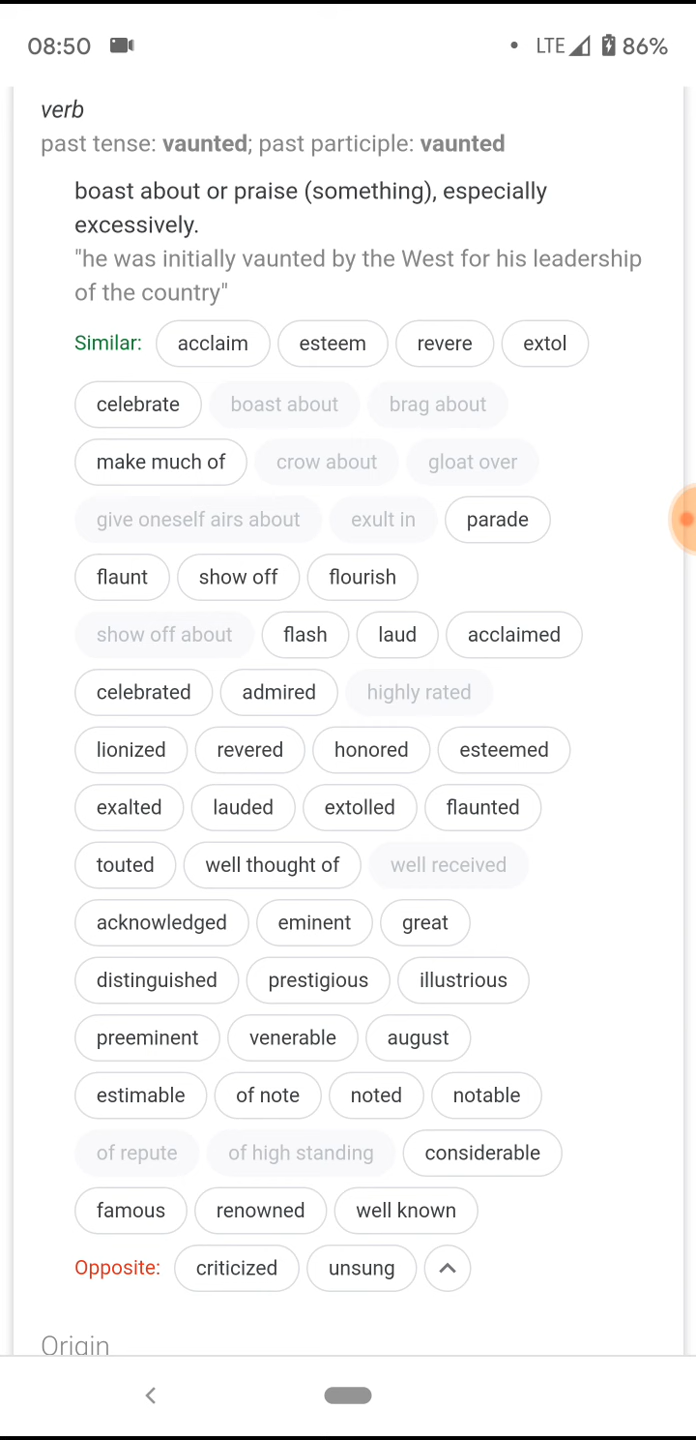 08:50 LTE 86%
verb
past tense: vaunted; past participle: vaunted
boast about or praise (something), especially
excessively.
"he was initially vaunted by the West for his leadership
of the country"
Similar: acclaim esteem revere extol
celebrate boast about brag about
make much of crow about gloat over
give oneself airs about exult in parade
flaunt show off flourish
show off about flash laud acclaimed
celebrated admired highly rated
lionized revered honored esteemed
exalted lauded extolled flaunted
touted well thought of well received
acknowledged eminent great
distinguished prestigious illustrious
preeminent venerable august
estimable of note noted notable
of repute of high standing considerable
famous renowned well known
Opposite: criticized unsung
Origin